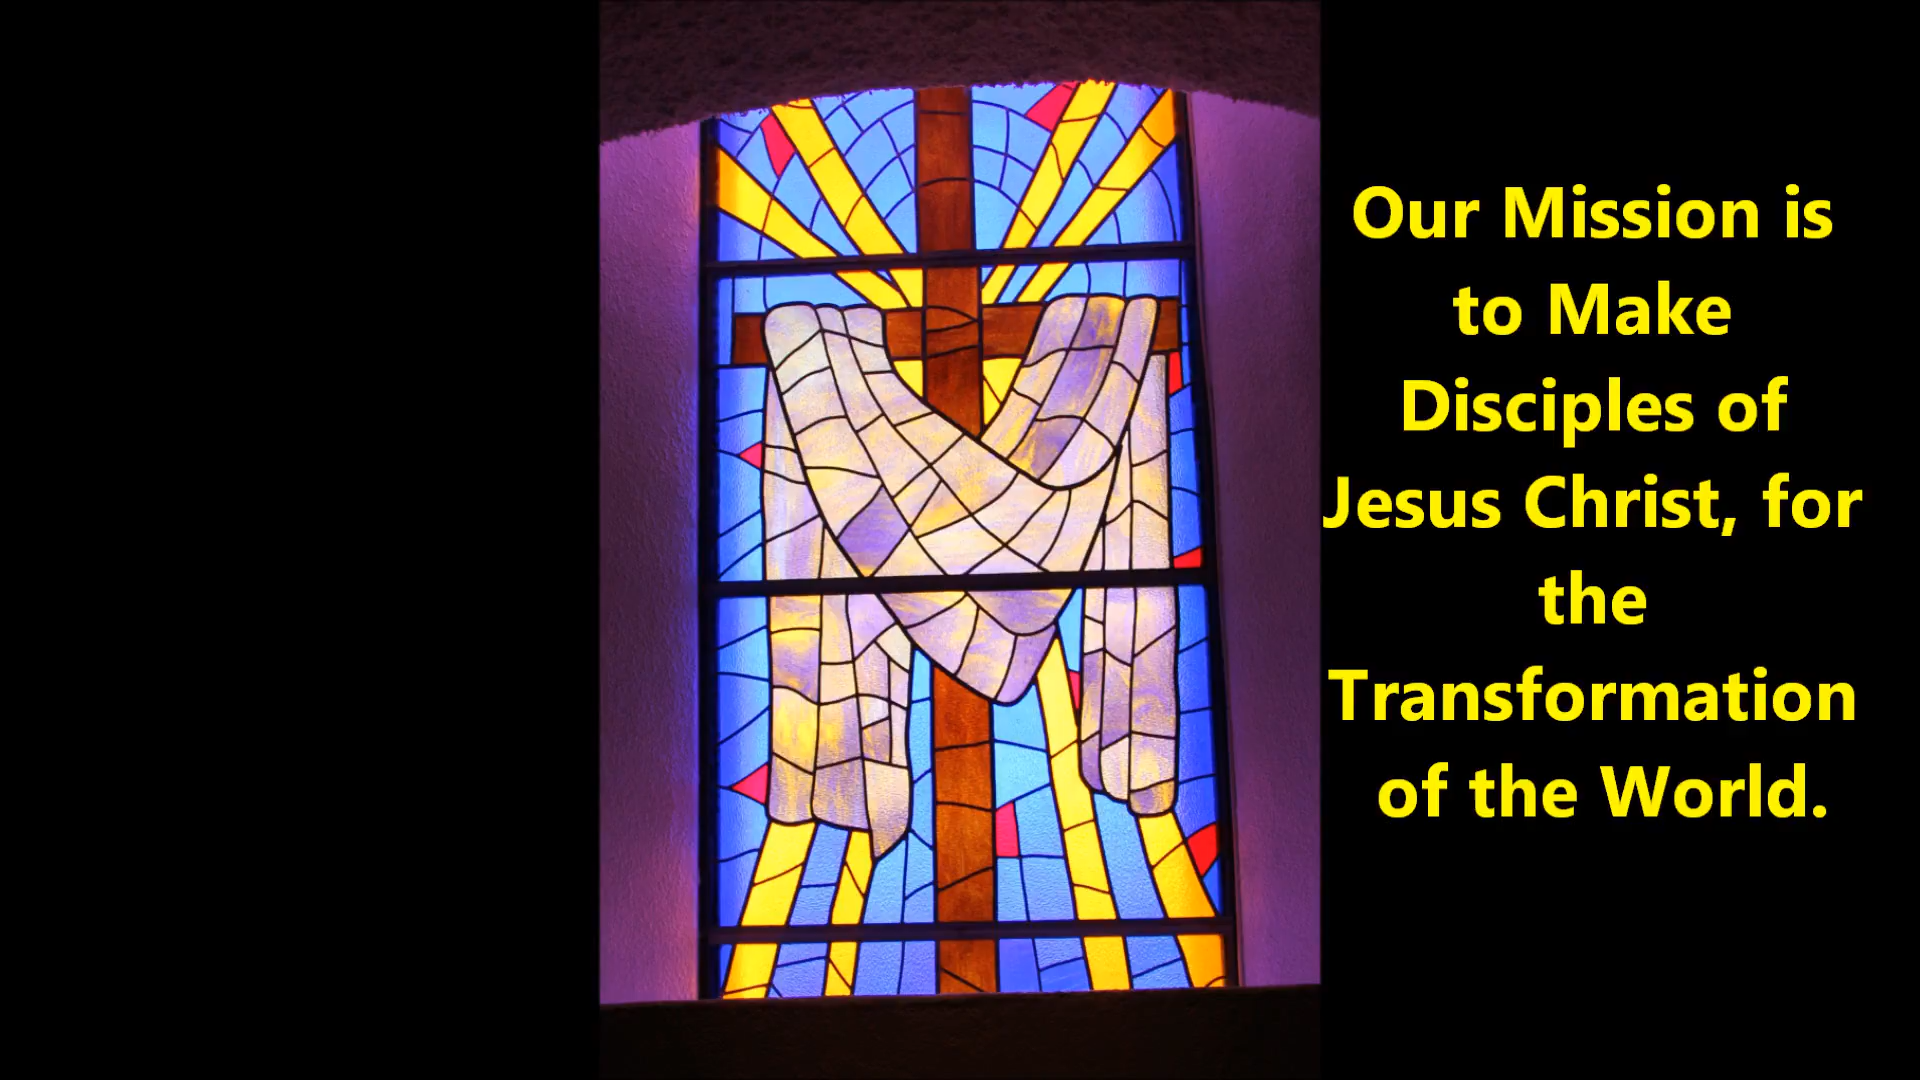 Our Mission is
to Make
Disciples of
Jesus Christ, for
the
Transformation
of the World.